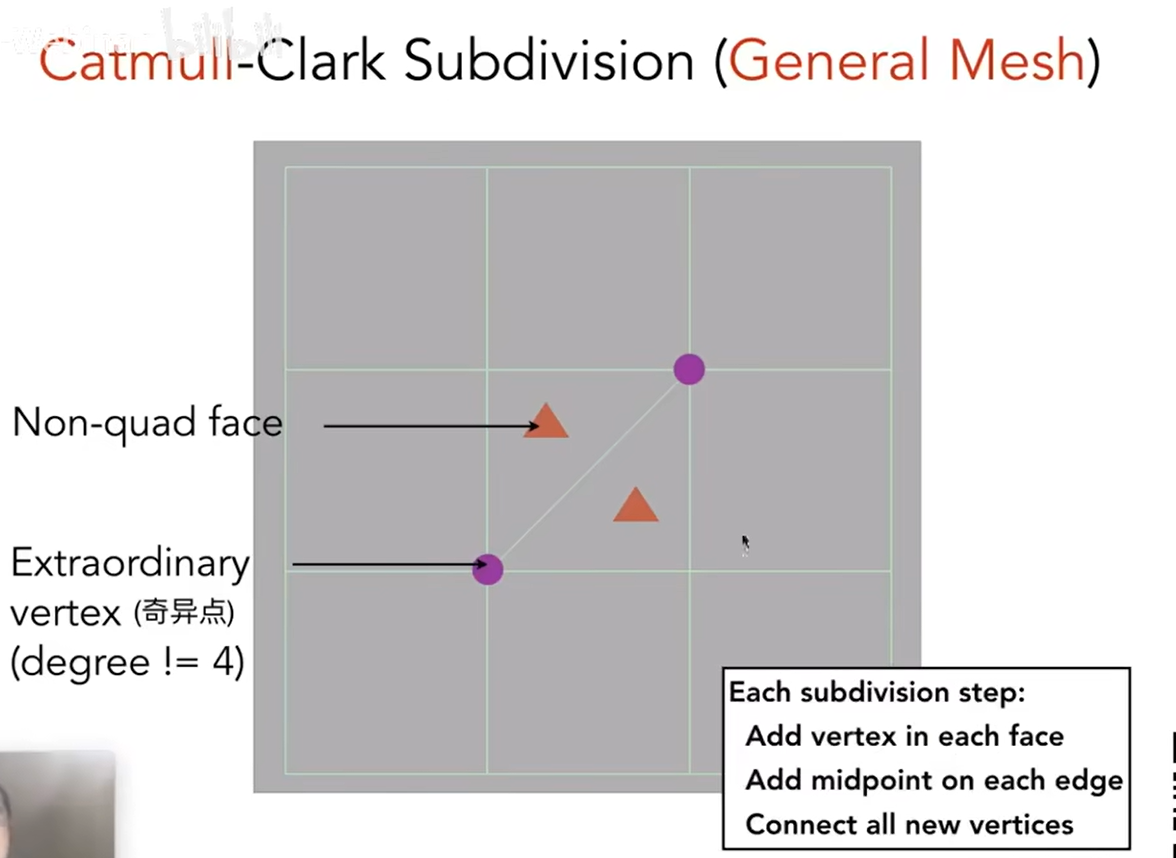 Catmull-Clark Subdivision (General Mesh)
Non-quad face
Extraordinary
vertex (奇异点)
(degree != 4)
Each subdivision step:
Add vertex in each face
Add midpoint on each edge
Connect all new vertices